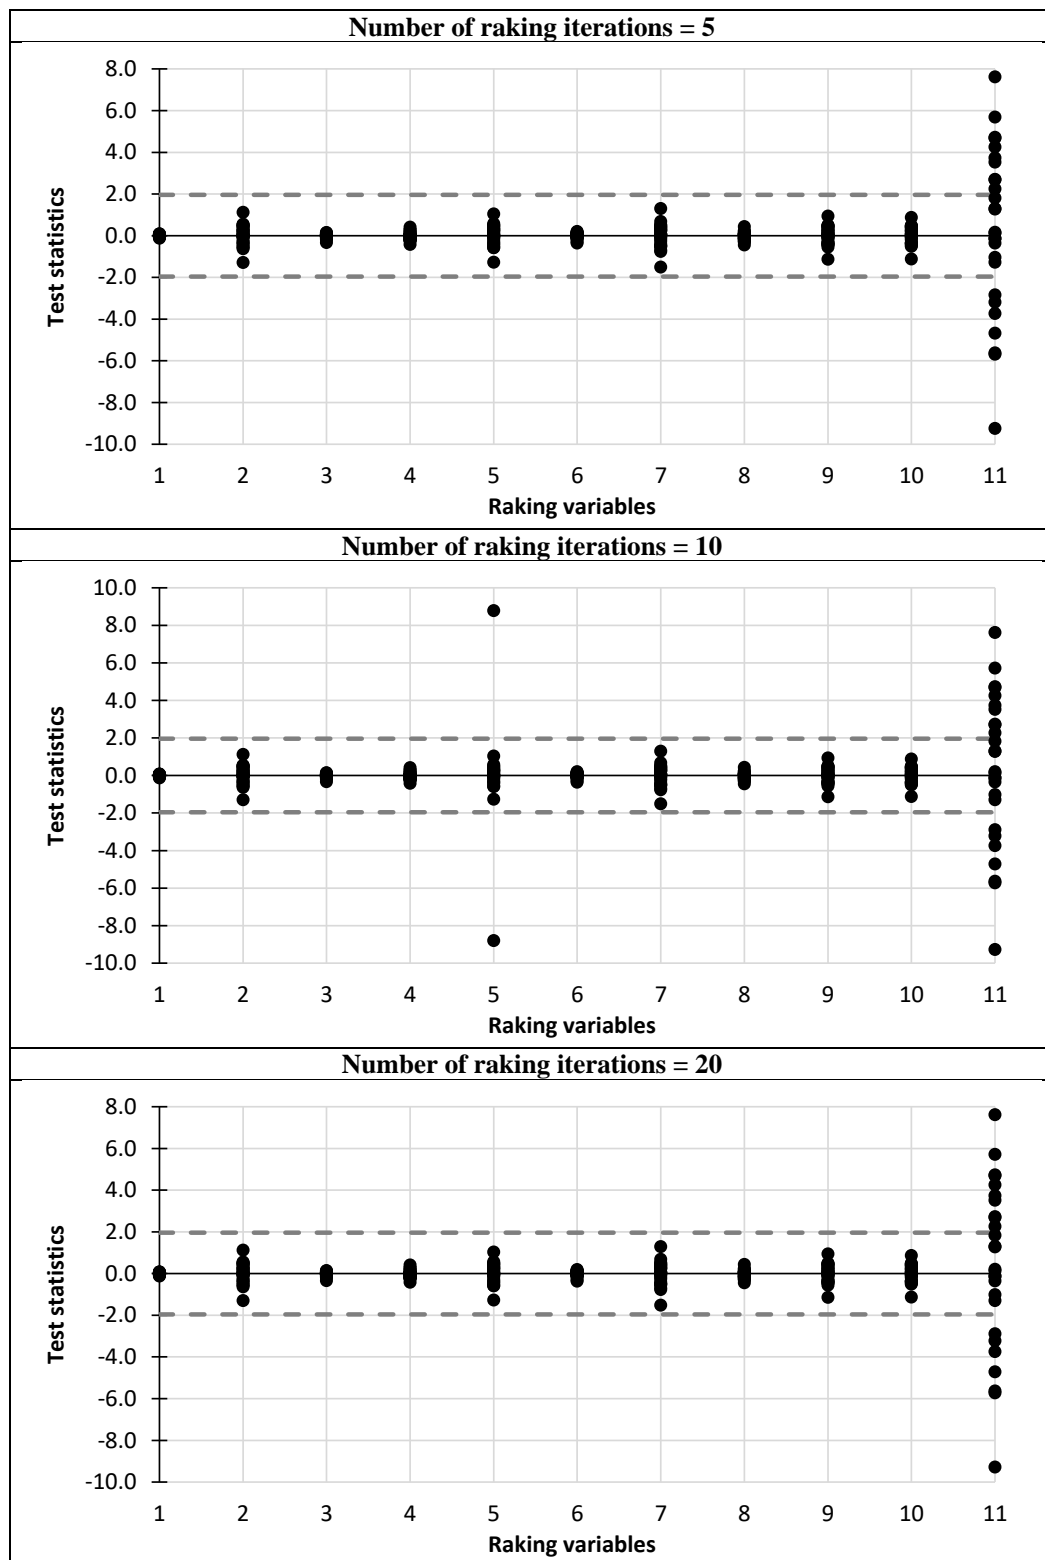 Number of raking iterations = 5
8.0
6.0
4.0
2.0
0.0
-2.0
-4.0
-6.0
-8.0
-10.0
Test statistics
1 2 3 4 5 6 7 8 9 10 11
Raking variables
Number of raking iterations = 10
10.0
8.0
6.0
4.0
2.0
0.0
-2.0
-4.0
-6.0
-8.0
-10.0
Test statistics
1 2 3 4 5 6 7 8 9 10 11
Raking variables
Number of raking iterations = 20
8.0
6.0
4.0
2.0
0.0
-2.0
-4.0
-6.0
-8.0
-10.0
Test statistics
1 2 3 4 5 6 7 8 9 10 11
Raking variables